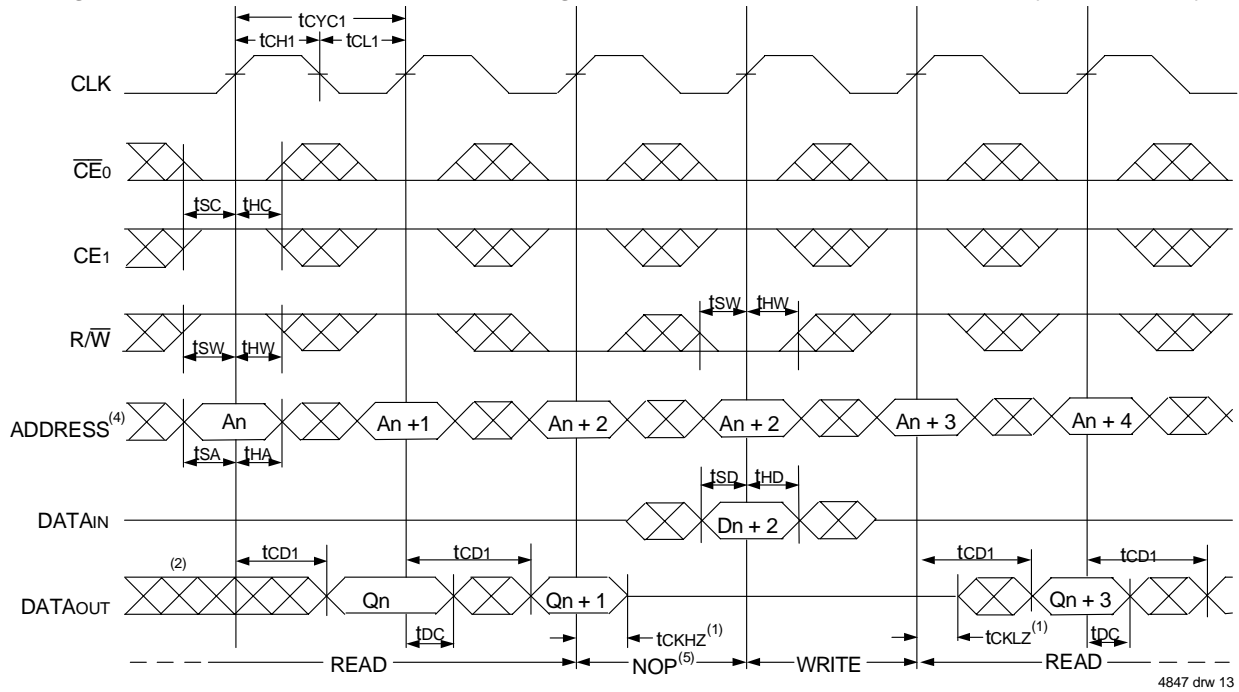 tCYC1
tCH1 tCL1
CLK
CE0
tSC tHC
CE1
tSW tHW
R/W
tSW tHW
ADDRESS(4) An An +1 An + 2 An + 2 An + 3 An + 4
tSA tHA
tSD tHD
DATAIN Dn + 2
(2) tCD1 tCD1 tCD1 tCD1
DATAOUT Qn Qn + 1 Qn + 3
tDC tCKHZ(1) tCKLZ(1) tDC
READ NOP(5) WRITE READ
4847 drw 13